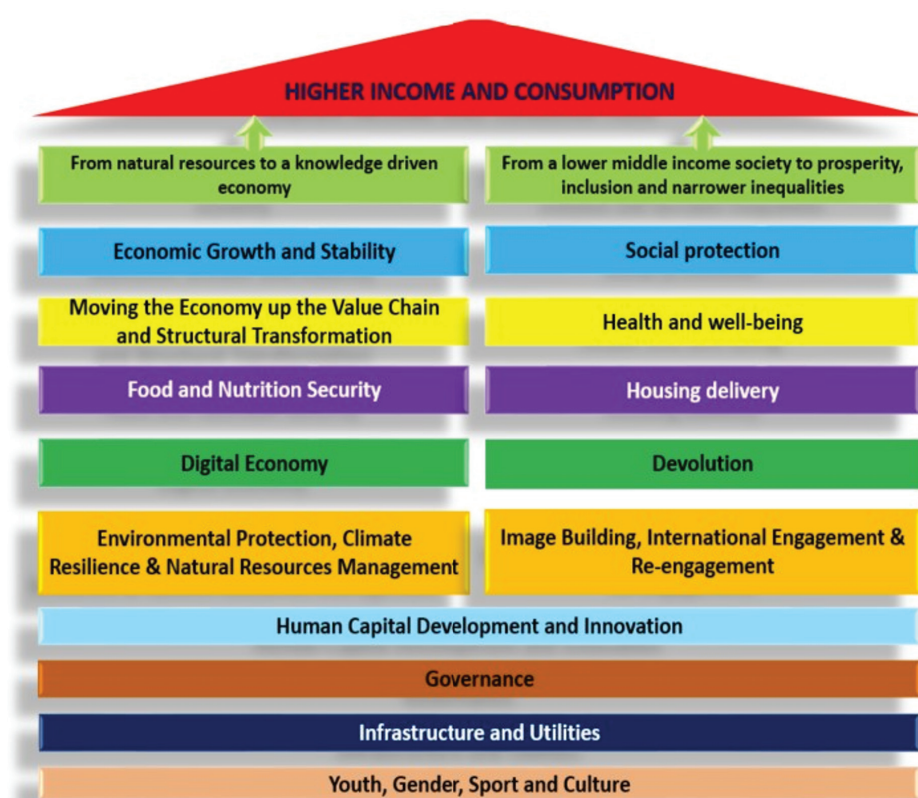 HIGHER INCOME AND CONSUMPTION
From natural resources to a knowledge driven
economy
From a lower middle income society to prosperity,
inclusion and narrower inequalities
Economic Growth and Stability
Social protection
Moving the Economy up the Value Chain
and Structural Transformation
Health and well-being
Food and Nutrition Security
Housing delivery
Digital Economy
Devolution
Environmental Protection, Climate
Resilience & Natural Resources Management
Image Building, International Engagement &
Re-engagement
Human Capital Development and Innovation
Governance
Infrastructure and Utilities
Youth, Gender, Sport and Culture